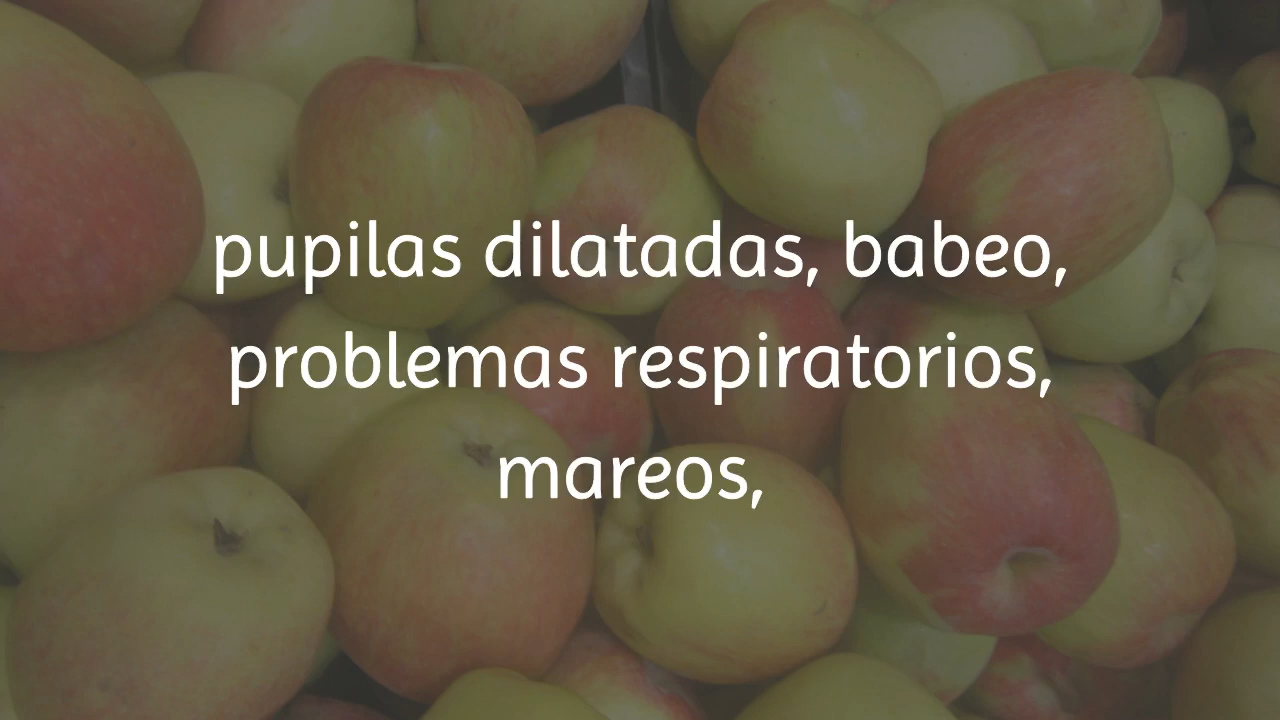 pupilas dilatadas, babeo,
problemas respiratorios,
mareos,